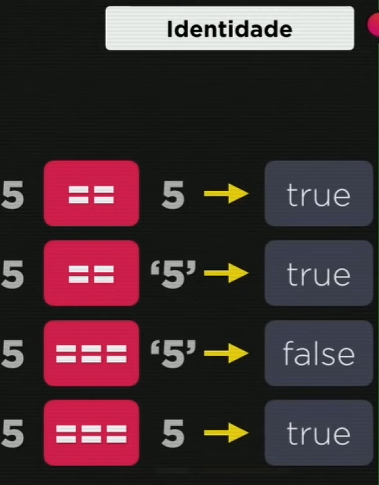 Identidade
5 == 5 → true
5 == ‘5’ → true
5 === ‘5’ → false
5 === 5 → true